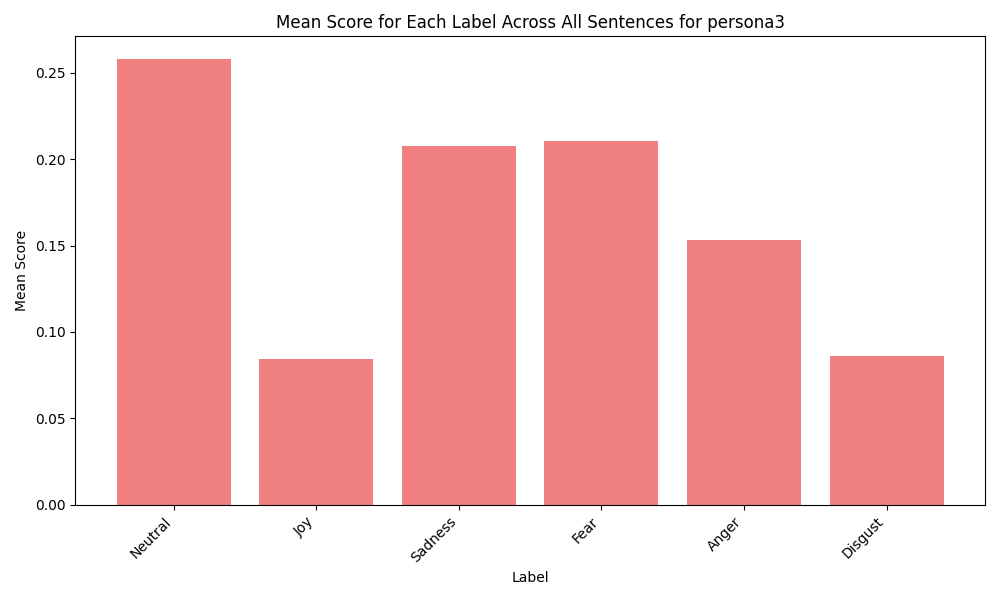 Mean Score for Each Label Across All Sentences for persona3
Mean Score
0.25
0.20
0.15
0.10
0.05
0.00
Neutral
Joy
Sadness
Fear
Anger
Disgust
Label